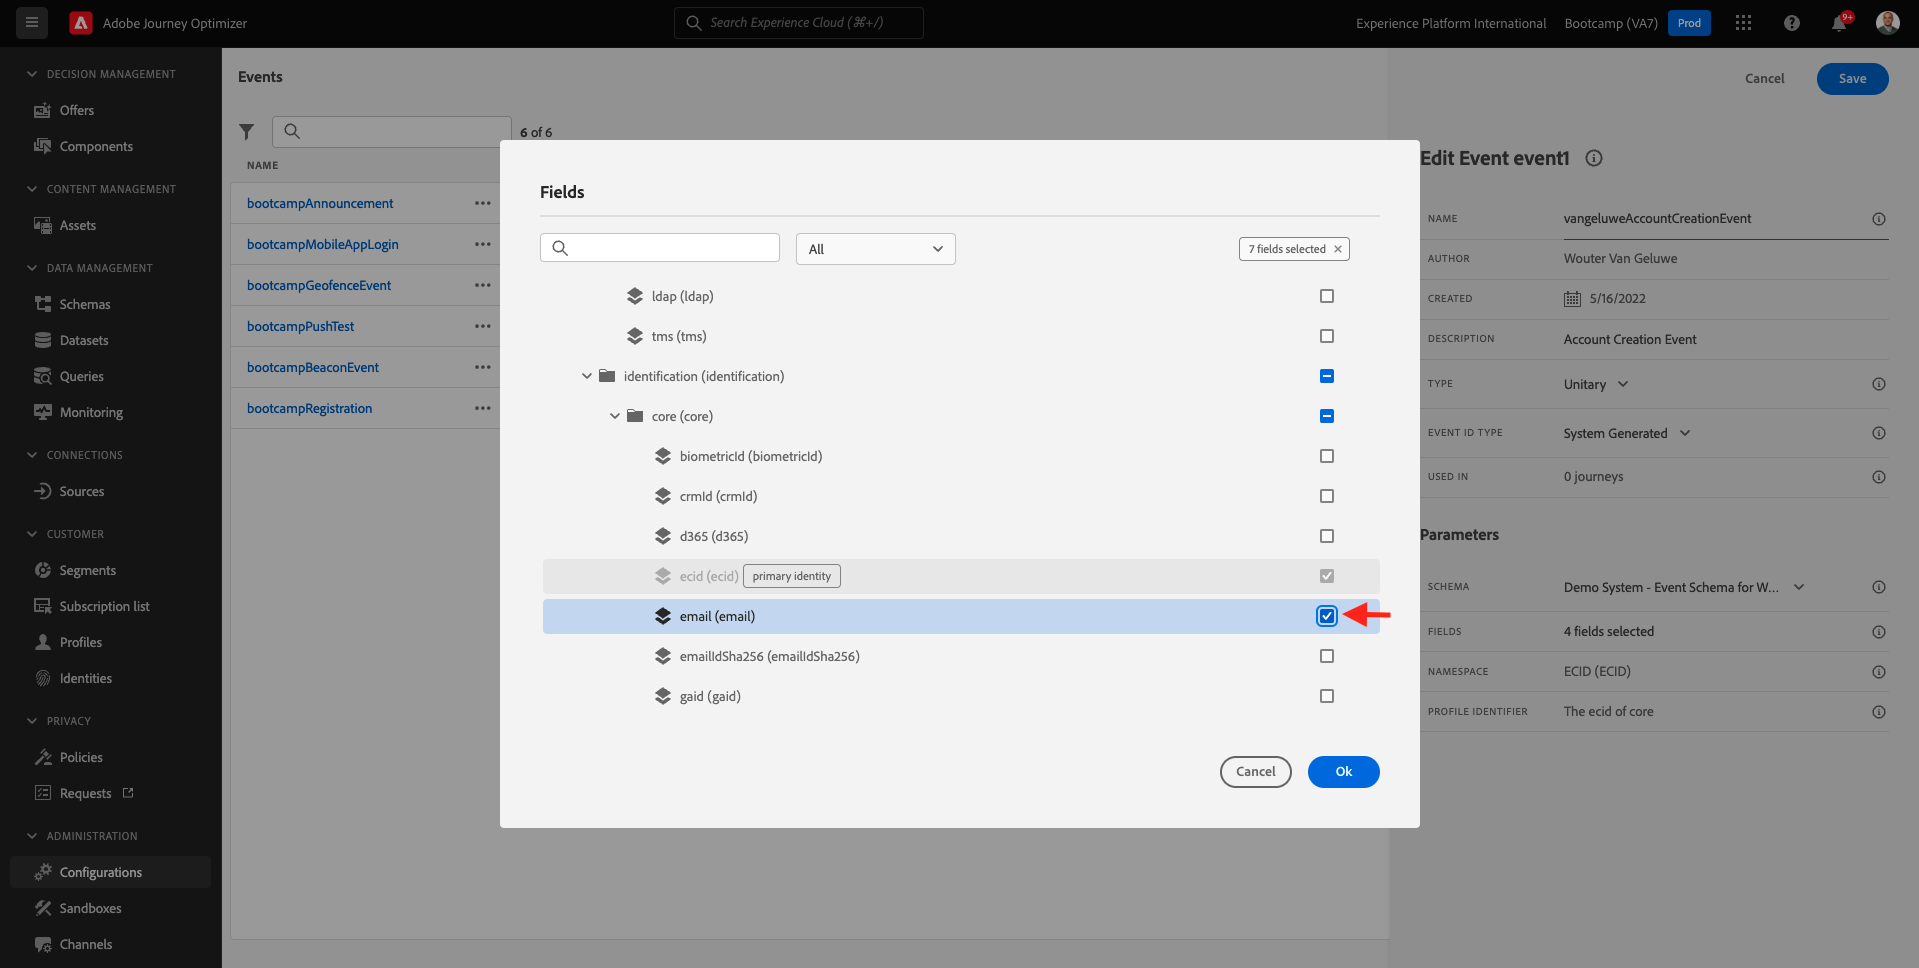 Adobe Journey Optimizer
Search Experience Cloud (⌘+/)
Experience Platform International
Bootcamp (VA7)
Prod
9+
DECISION MANAGEMENT
Offers
Components
CONTENT MANAGEMENT
Assets
DATA MANAGEMENT
Schemas
Datasets
Queries
Monitoring
CONNECTIONS
Sources
CUSTOMER
Segments
Subscription list
Profiles
Identities
PRIVACY
Policies
Requests
ADMINISTRATION
Configurations
Sandboxes
Channels
Events
6 of 6
NAME
bootcampAnnouncement
bootcampMobileAppLogin
bootcampGeofenceEvent
bootcampPushTest
bootcampBeaconEvent
bootcampRegistration
Fields
All
7 fields selected
ldap (ldap)
tms (tms)
identification (identification)
core (core)
biometricId (biometricId)
crmId (crmId)
d365 (d365)
ecid (ecid) primary identity
email (email)
emailIdSha256 (emailIdSha256)
gaid (gaid)
Cancel
Ok
Cancel
Save
Edit Event event1
NAME vangeluweAccountCreationEvent
AUTHOR Wouter Van Geluwe
CREATED 5/16/2022
DESCRIPTION Account Creation Event
TYPE Unitary
EVENT ID TYPE System Generated
USED IN 0 journeys
Parameters
SCHEMA Demo System - Event Schema for W...
FIELDS 4 fields selected
NAMESPACE ECID (ECID)
PROFILE IDENTIFIER The ecid of core